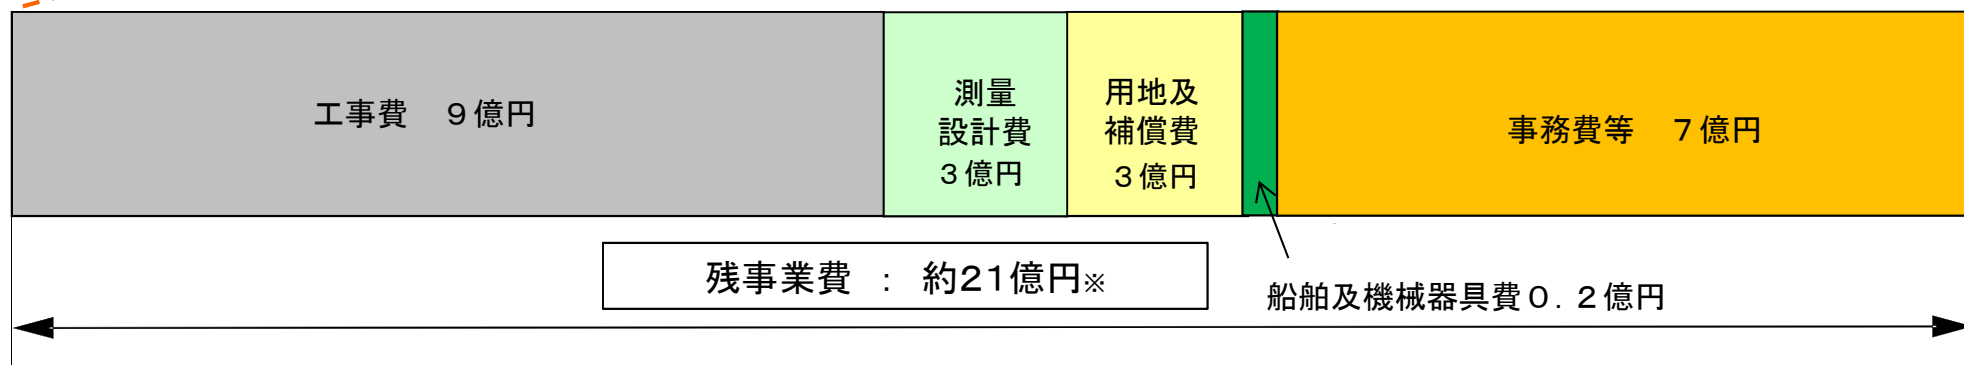 工事費　９億円
測量
設計費
３億円
用地及
補償費
３億円
事務費等　７億円
残事業費　：　約21億円※
船舶及機械器具費０．２億円